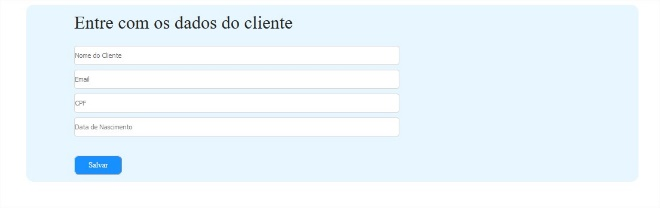 Entre com os dados do cliente
Nome do Cliente
Email
CPF
Data de Nascimento
Salvar